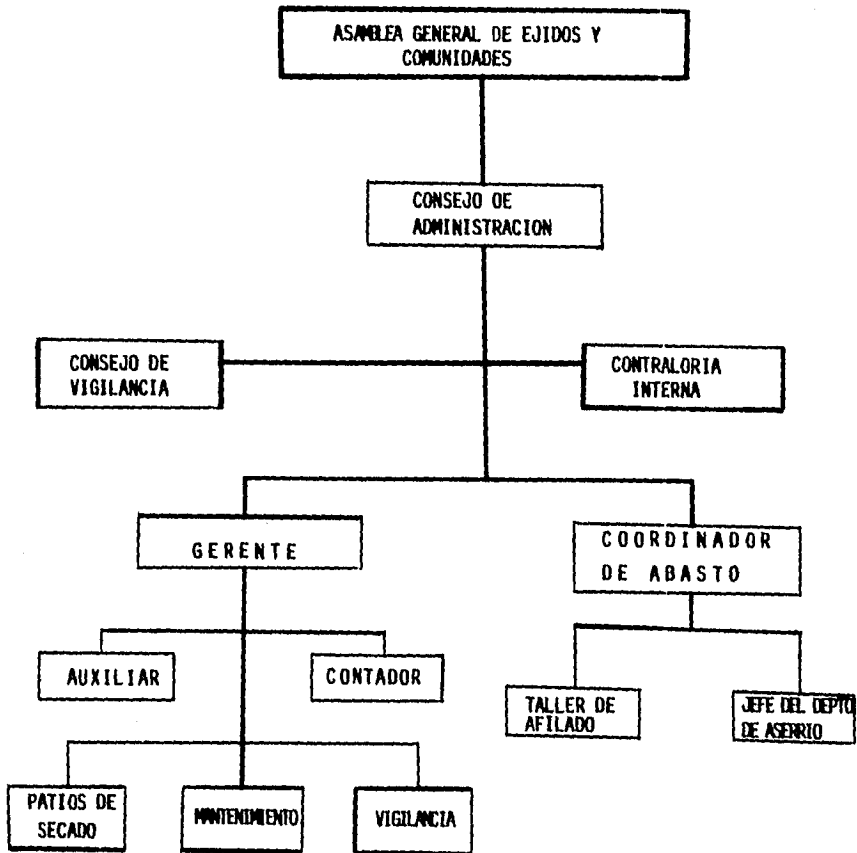 ASAMBLEA GENERAL DE EJIDOS Y
COMUNIDADES
CONSEJO DE
ADMINISTRACION
CONSEJO DE
VIGILANCIA
CONTRALORIA
INTERNA
GERENTE
COORDINADOR
DE ABASTO
AUXILIAR
CONTADOR
TALLER DE
AFILADO
JEFE DEL DEPTO
DE ASERRIO
PATIOS DE
SECADO
MANTENIMIENTO
VIGILANCIA